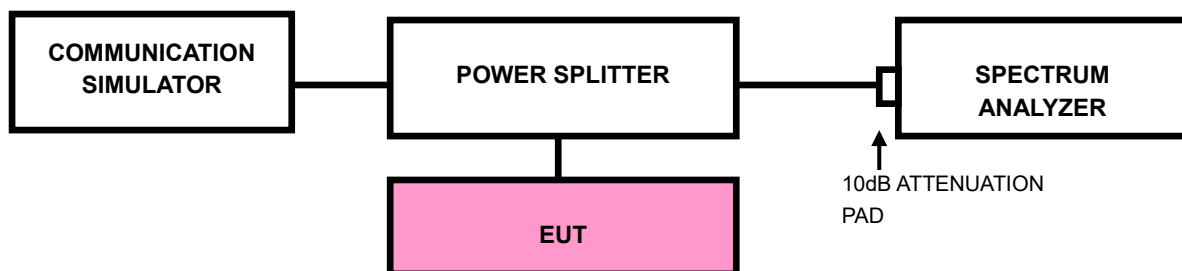 COMMUNICATION
SIMULATOR
POWER SPLITTER
SPECTRUM
ANALYZER
10dB ATTENUATION
PAD
EUT